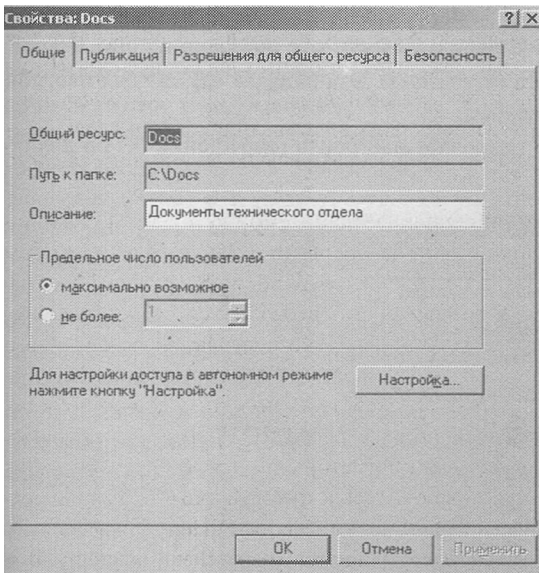 Свойства: Docs
? ×
Общие Публикация Разрешения для общего ресурса Безопасность
Общий ресурс: Docs
Путь к папке: C:\Docs
Описание: Документы технического отдела
Предельное число пользователей
максимально возможное
не более: 1
Для настройки доступа в автономном режиме
нажмите кнопку "Настройка". Настройка...
ОК Отмена Применить